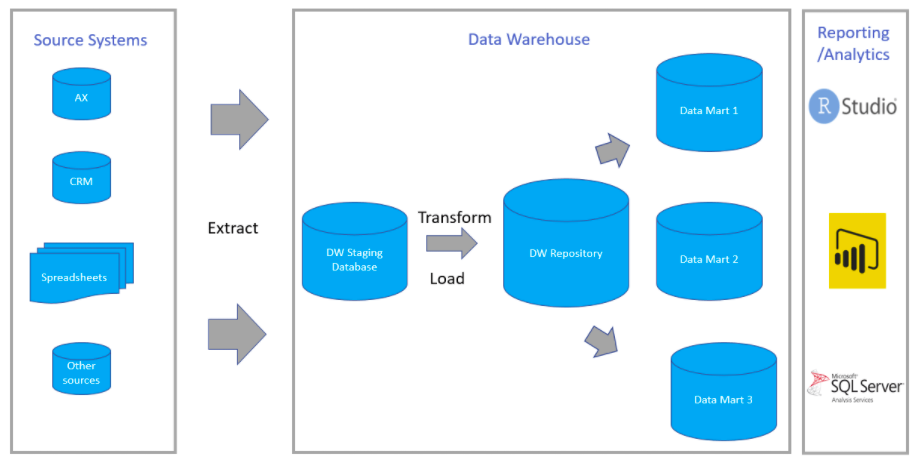 Source Systems
AX
CRM
Spreadsheets
Other
sources
Extract
Data Warehouse
DW Staging
Database
Transform
Load
DW Repository
Data Mart 1
Data Mart 2
Data Mart 3
Reporting
/Analytics
R Studio®
Microsoft®
SQL Server®
Analysis Services